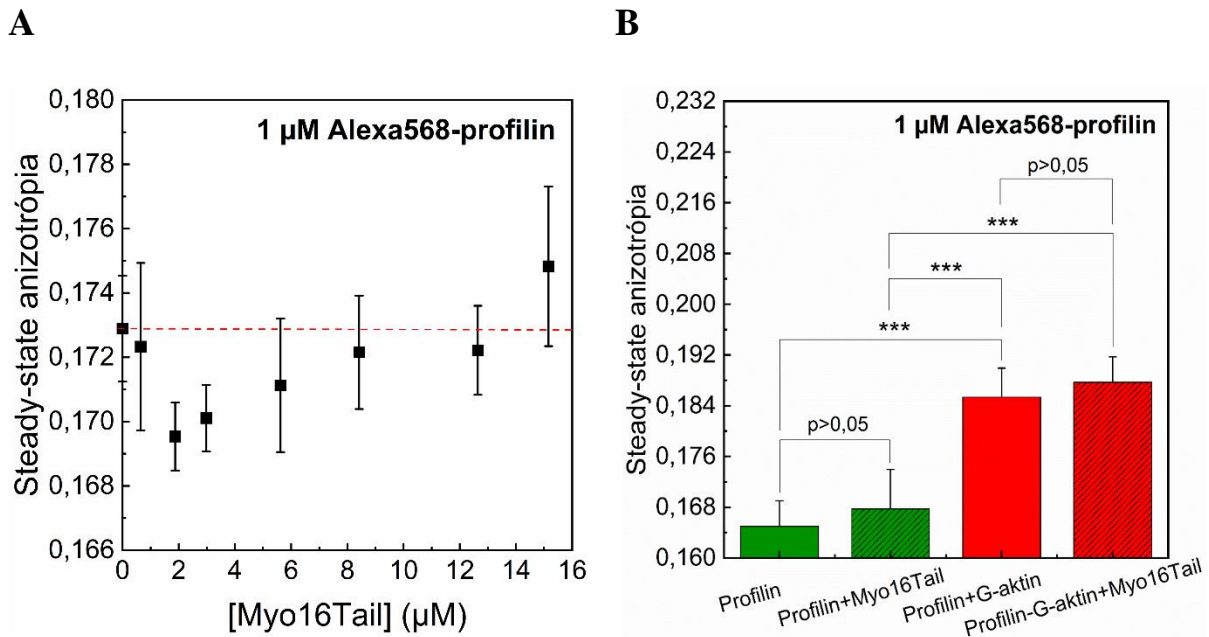 A
B
0,180
0,178
0,176
0,174
0,172
0,170
0,168
0,166
Steady-state anizotrópia
1 µM Alexa568-profilin
0 2 4 6 8 10 12 14 16
[Myo16Tail] (µM)
0,232
0,224
0,216
0,208
0,200
0,192
0,184
0,176
0,168
0,160
Steady-state anizotrópia
1 µM Alexa568-profilin
p>0,05
***
***
***
p>0,05
Profilin
Profilin+Myo16Tail
Profilin+G-aktin
Profilin-G-aktin+Myo16Tail